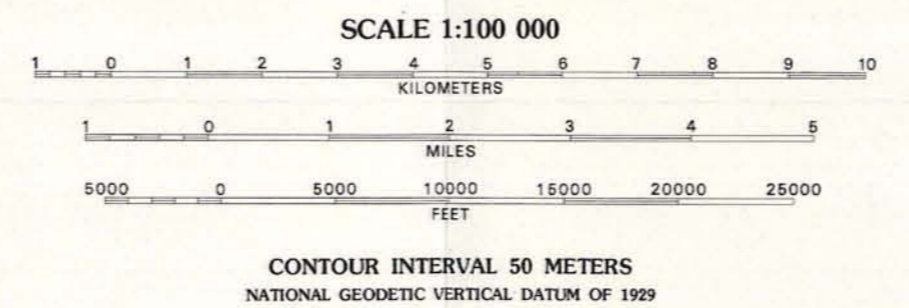 SCALE 1:100 000
1 0 1 2 3 4 5 6 7 8 9 10
KILOMETERS
1 0 1 2 3 4 5
MILES
5000 0 5000 10000 15000 20000 25000
FEET
CONTOUR INTERVAL 50 METERS
NATIONAL GEODETIC VERTICAL DATUM OF 1929